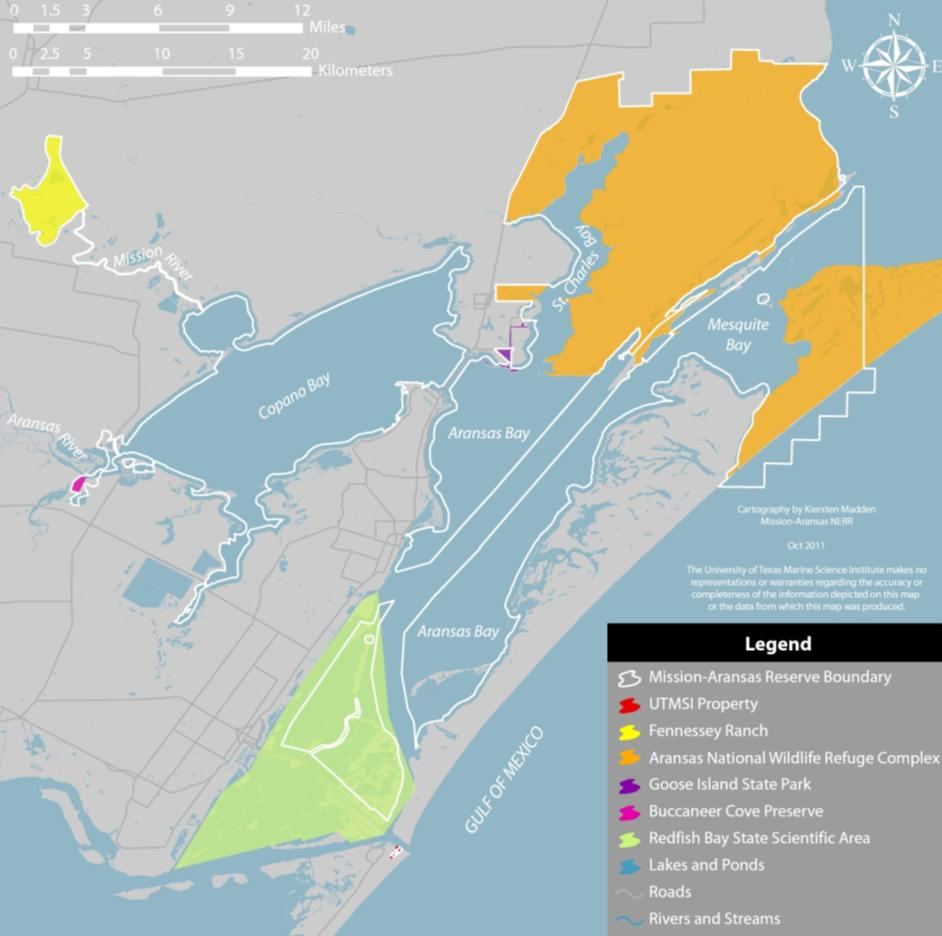 0 1.5 3 6 9 12
Miles
0 2.5 5 10 15 20
Kilometers
N
W E
S
Mission River
St. Charles Bay
Mesquite
Bay
Copano Bay
Aransas River
Aransas Bay
Cartography by Kiersten Madden
Mission-Aransas NERR
Oct 2011
The University of Texas Marine Science Institute makes no
representations or warranties regarding the accuracy or
completeness of the information depicted on this map
or the data from which this map was produced.
Aransas Bay
GULF OF MEXICO
Legend
Mission-Aransas Reserve Boundary
UTMSI Property
Fennessey Ranch
Aransas National Wildlife Refuge Complex
Goose Island State Park
Buccaneer Cove Preserve
Redfish Bay State Scientific Area
Lakes and Ponds
Roads
Rivers and Streams